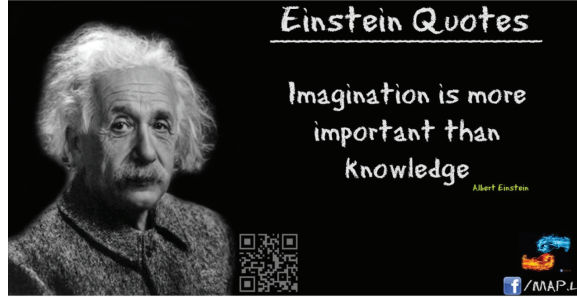 Einstein Quotes
Imagination is more
important than
knowledge
Albert Einstein
f/MAP.L